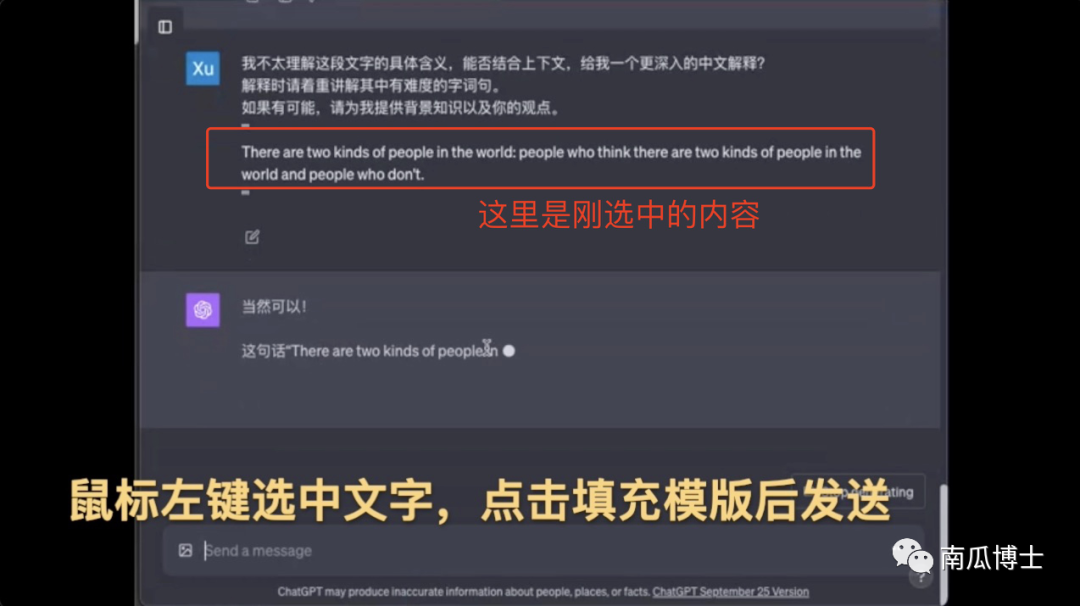 Xu
我不太理解这段文字的具体含义，能否结合上下文，给我一个更深入的中文解释？
解释时请着重讲解其中有难度的字词句。
如果有可能，请为我提供背景知识以及你的观点。
There are two kinds of people in the world: people who think there are two kinds of people in the
world and people who don't.
这里是刚选中的内容
当然可以！
这句话“There are two kinds of people in
鼠标左键选中文字，点击填充模版后发送
Send a message
南瓜博士
?
ChatGPT may produce inaccurate information about people, places, or facts. ChatGPT September 25 Version